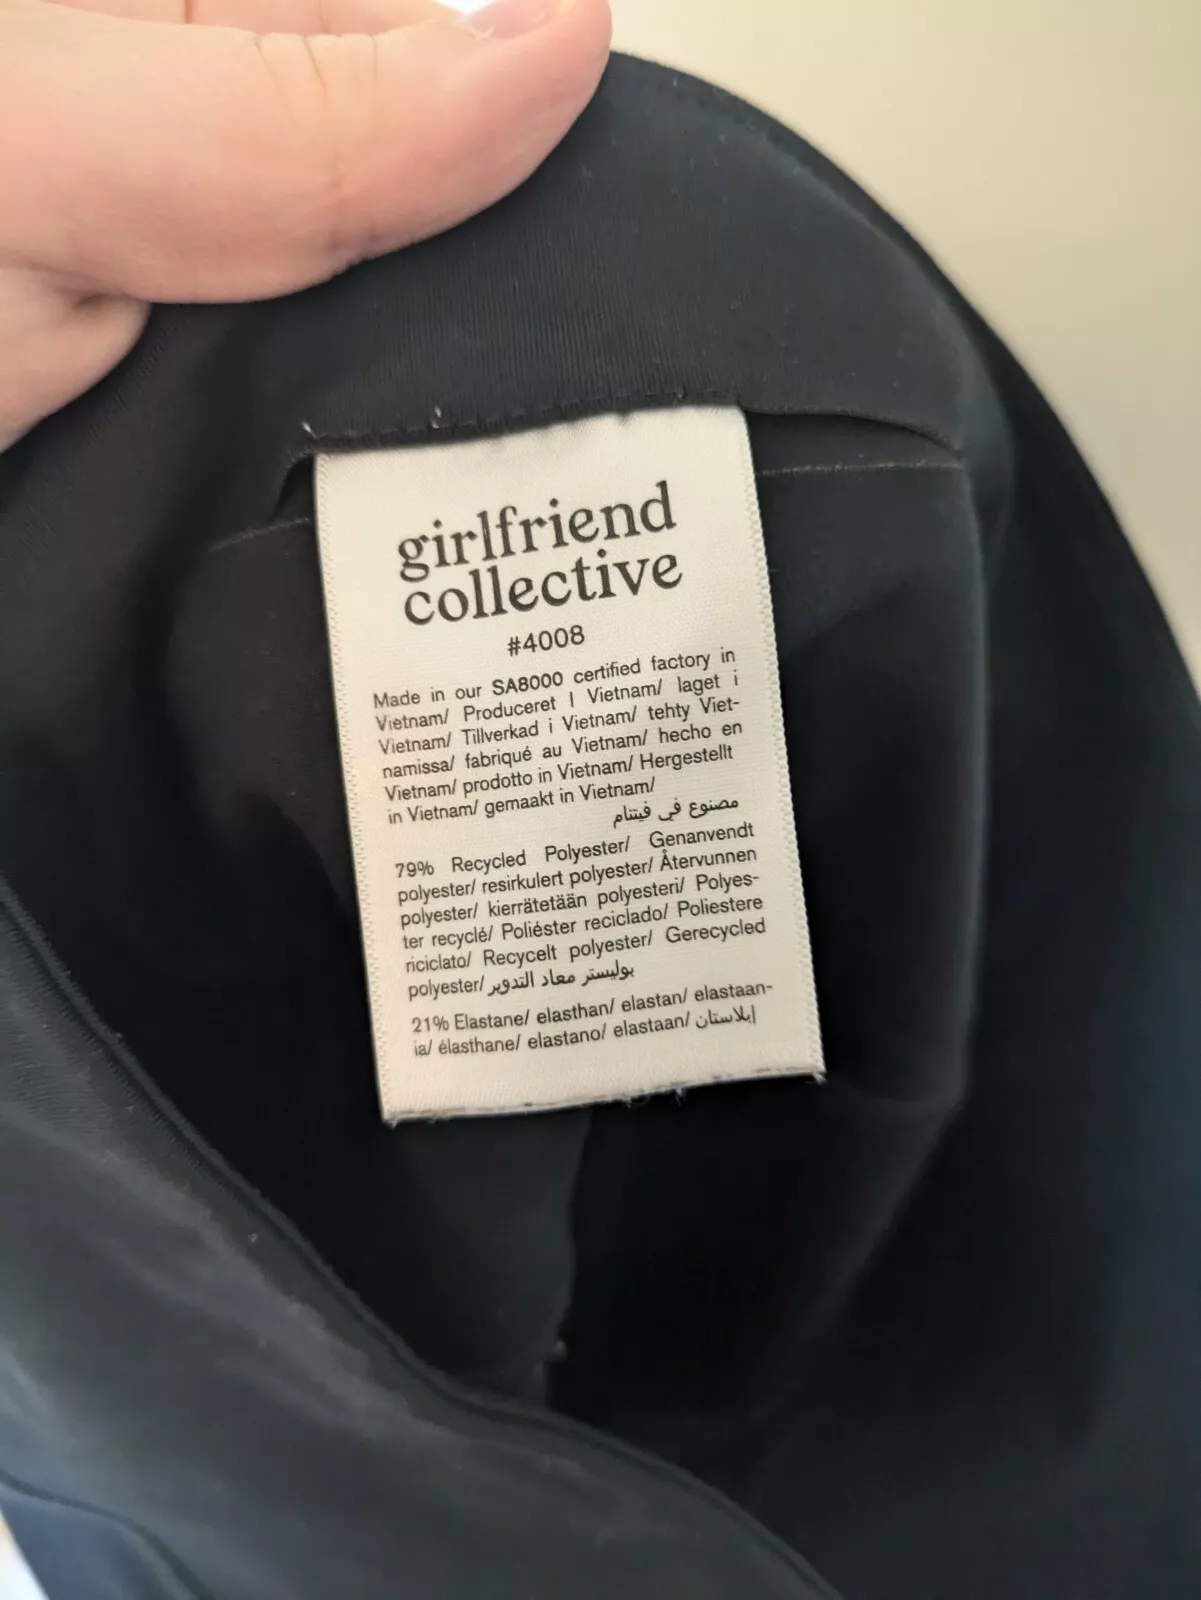 girlfriend
collective
#4008
Made in our SA8000 certified factory in
Vietnam/ Produceret I Vietnam/ laget i
Vietnam/ Tillverkad i Vietnam/ tehty Viet-
namissa/ fabriqué au Vietnam/ hecho en
Vietnam/ prodotto in Vietnam/ Hergestellt
in Vietnam/ gemaakt in Vietnam/
مصنوع في فيتنام
79% Recycled Polyester/ Genanvendt
polyester/ resirkulert polyester/ Återvunnen
polyester/ kierrätetään polyesteri/ Polyes-
ter recyclé/ Poliéster reciclado/ Poliestere
riciclato/ Recycelt polyester/ Gerecycled
polyester/ بوليستر معاد التدوير
21% Elastane/ elasthan/ elastan/ elastaan-
ia/ élasthane/ elastano/ elastaan/ إيلاستان